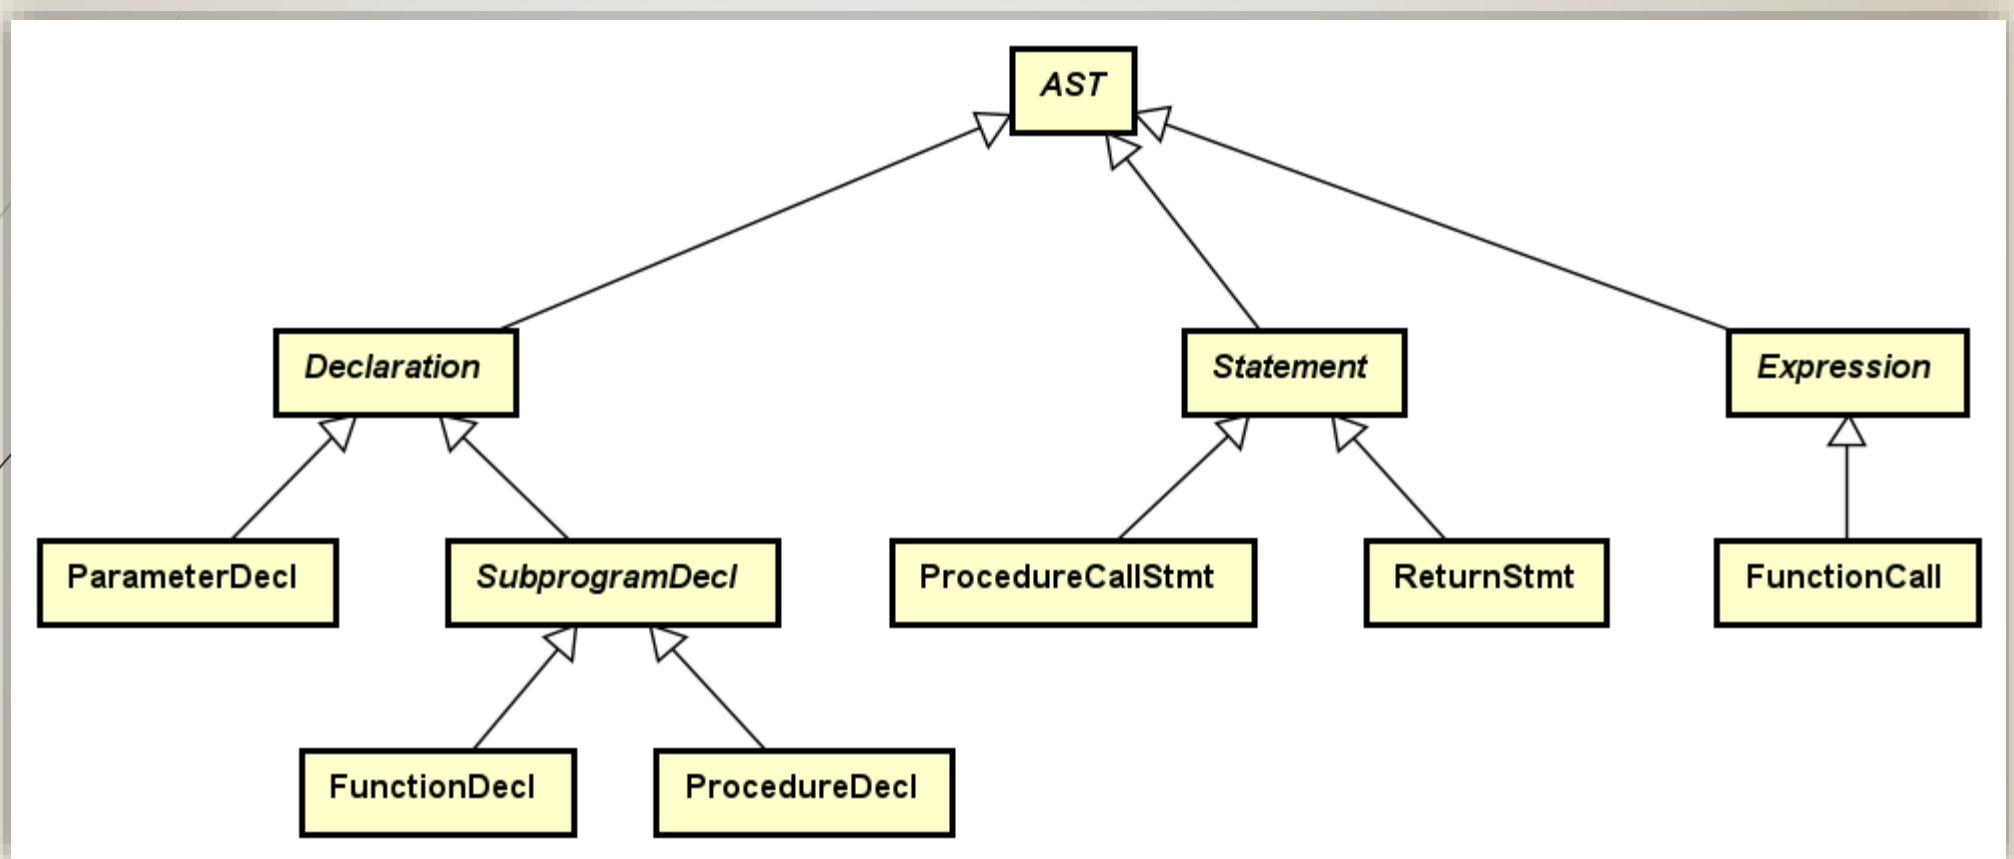 AST
Declaration
Statement
Expression
ParameterDecl
SubprogramDecl
ProcedureCallStmt
ReturnStmt
FunctionCall
FunctionDecl
ProcedureDecl